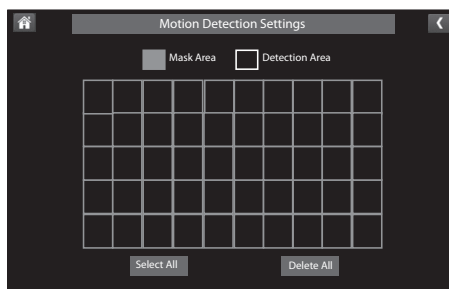 Motion Detection Settings
Mask Area Detection Area
Select All Delete All